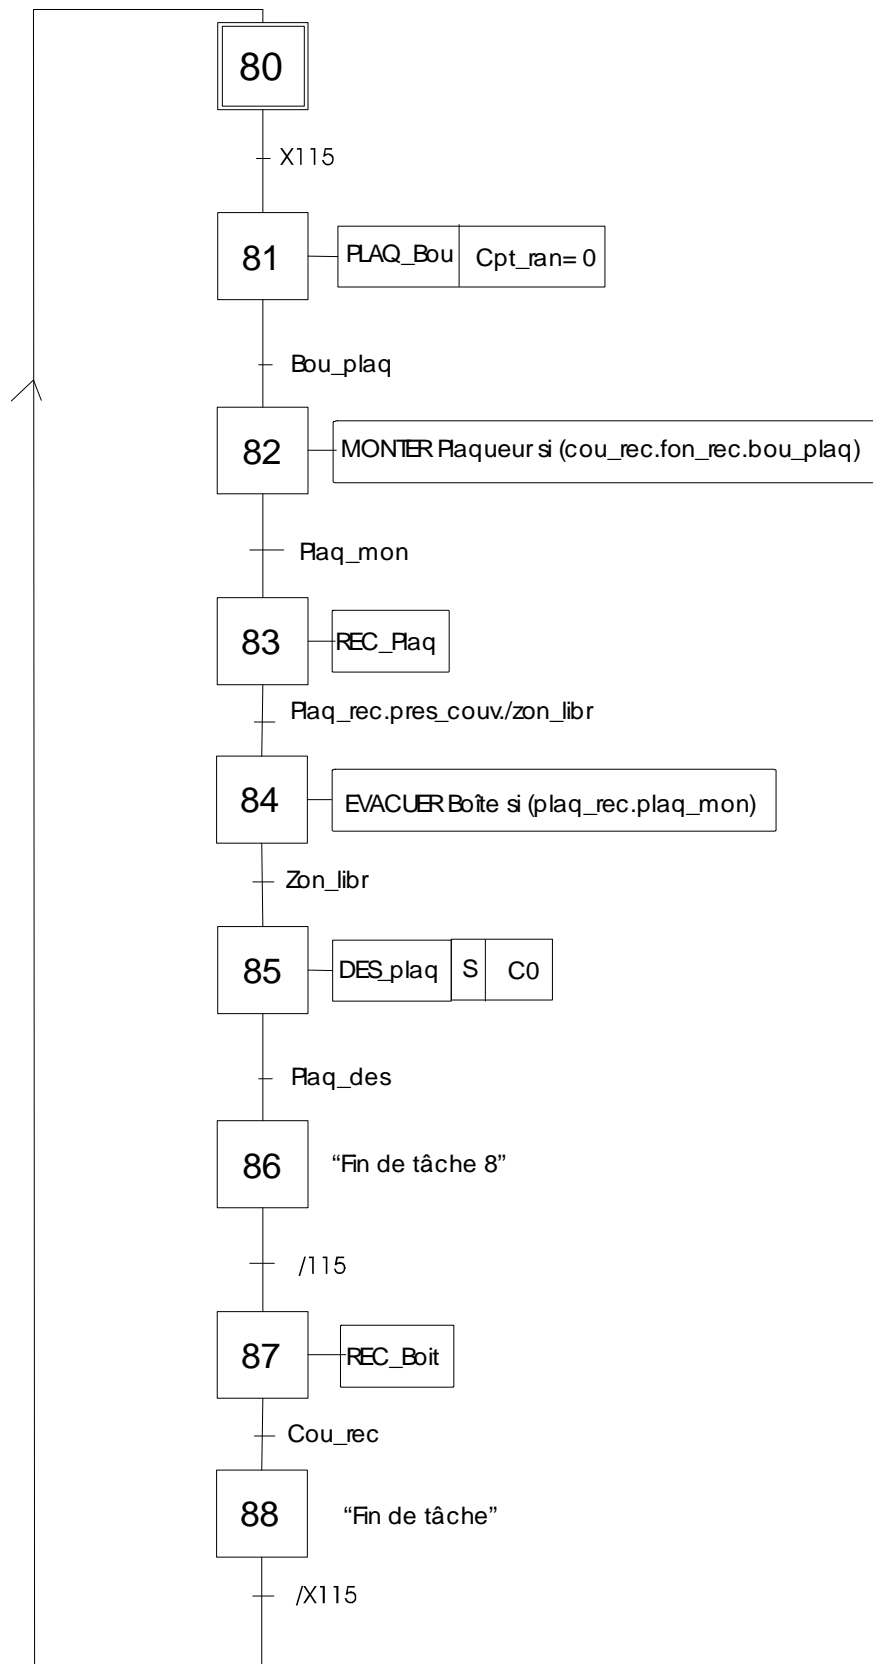 80
X115
81 PLAQ_Bou Cpt_ran= 0
Bou_plaq
82 MONTER Plaqueur si (cou_rec.fon_rec.bou_plaq)
Plaq_mon
83 REC_Plaq
Plaq_rec.pres_couv./zon_libr
84 EVACUER Boîte si (plaq_rec.plaq_mon)
Zon_libr
85 DES_plaq S C0
Plaq_des
86 “Fin de tâche 8”
/115
87 REC_Boit
Cou_rec
88 “Fin de tâche”
/X115